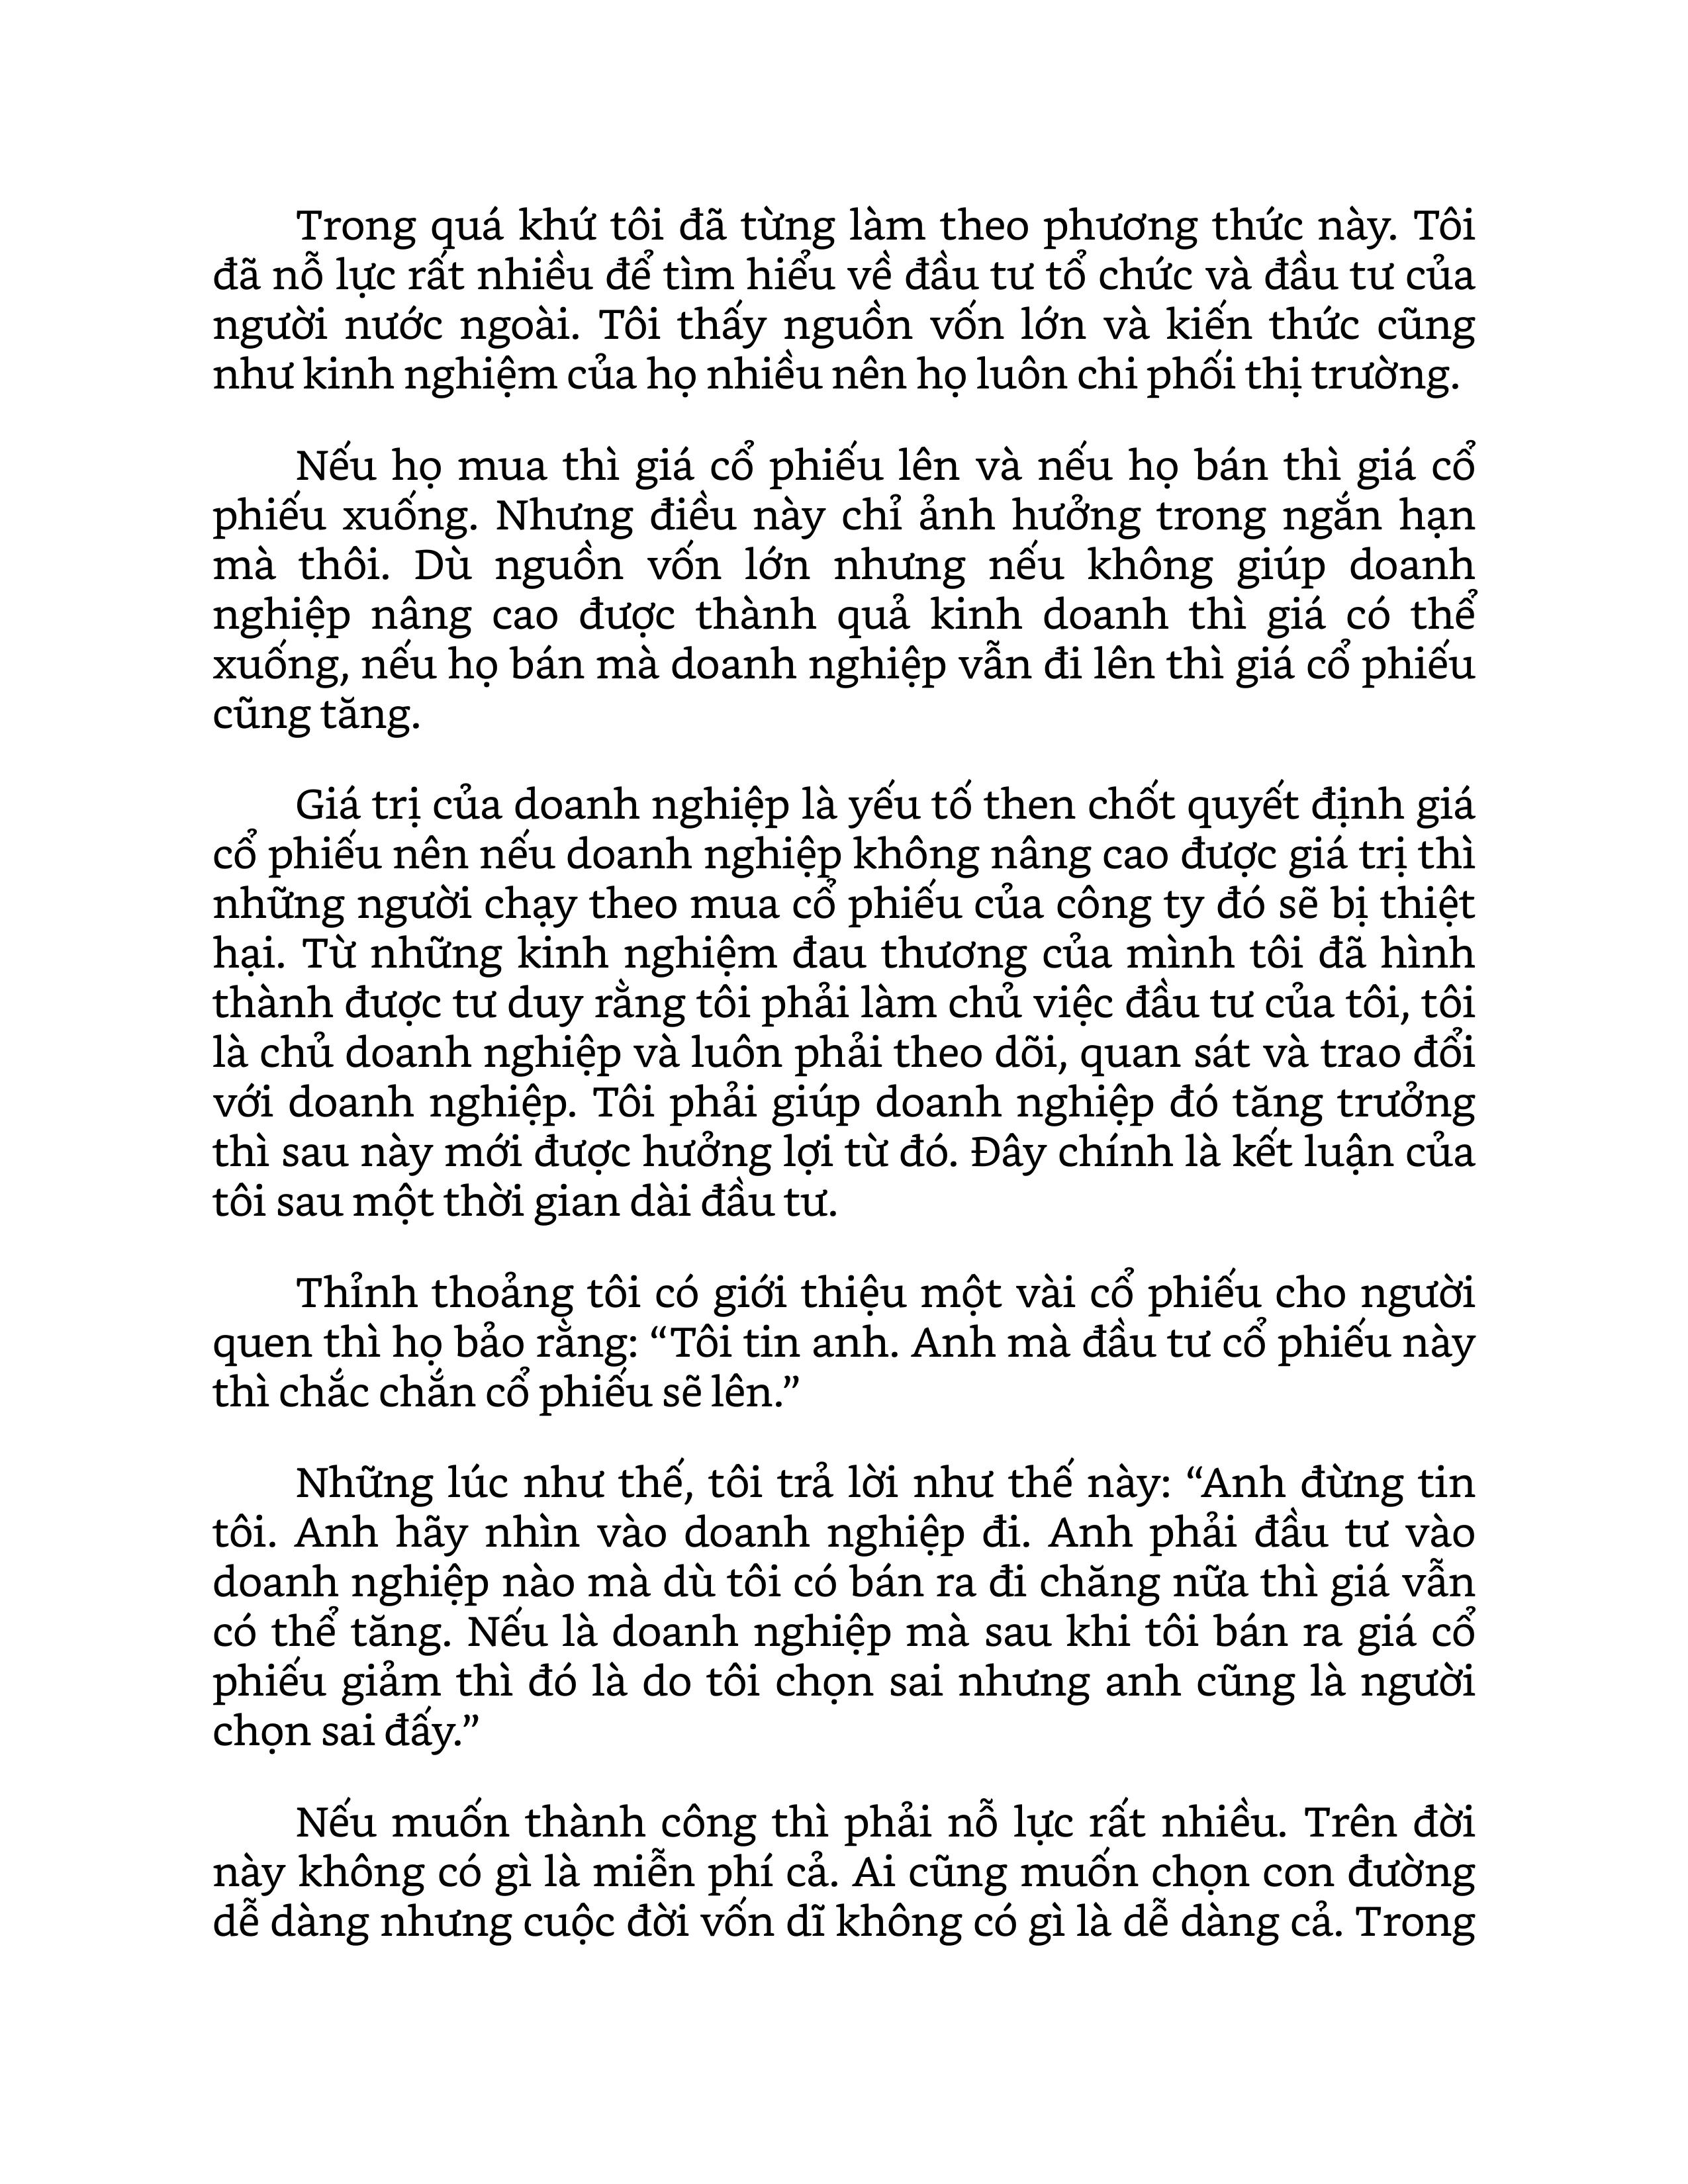 Trong quá khứ tôi đã từng làm theo phương thức này. Tôi
đã nỗ lực rất nhiều để tìm hiểu về đầu tư tổ chức và đầu tư của
người nước ngoài. Tôi thấy nguồn vốn lớn và kiến thức cũng
như kinh nghiệm của họ nhiều nên họ luôn chi phối thị trường.
Nếu họ mua thì giá cổ phiếu lên và nếu họ bán thì giá cổ
phiếu xuống. Nhưng điều này chỉ ảnh hưởng trong ngắn hạn
mà thôi. Dù nguồn vốn lớn nhưng nếu không giúp doanh
nghiệp nâng cao được thành quả kinh doanh thì giá có thể
xuống, nếu họ bán mà doanh nghiệp vẫn đi lên thì giá cổ phiếu
cũng tăng.
Giá trị của doanh nghiệp là yếu tố then chốt quyết định giá
cổ phiếu nên nếu doanh nghiệp không nâng cao được giá trị thì
những người chạy theo mua cổ phiếu của công ty đó sẽ bị thiệt
hại. Từ những kinh nghiệm đau thương của mình tôi đã hình
thành được tư duy rằng tôi phải làm chủ việc đầu tư của tôi, tôi
là chủ doanh nghiệp và luôn phải theo dõi, quan sát và trao đổi
với doanh nghiệp. Tôi phải giúp doanh nghiệp đó tăng trưởng
thì sau này mới được hưởng lợi từ đó. Đây chính là kết luận của
tôi sau một thời gian dài đầu tư.
Thỉnh thoảng tôi có giới thiệu một vài cổ phiếu cho người
quen thì họ bảo rằng: “Tôi tin anh. Anh mà đầu tư cổ phiếu này
thì chắc chắn cổ phiếu sẽ lên.”
Những lúc như thế, tôi trả lời như thế này: “Anh đừng tin
tôi. Anh hãy nhìn vào doanh nghiệp đi. Anh phải đầu tư vào
doanh nghiệp nào mà dù tôi có bán ra đi chăng nữa thì giá vẫn
có thể tăng. Nếu là doanh nghiệp mà sau khi tôi bán ra giá cổ
phiếu giảm thì đó là do tôi chọn sai nhưng anh cũng là người
chọn sai đấy.”
Nếu muốn thành công thì phải nỗ lực rất nhiều. Trên đời
này không có gì là miễn phí cả. Ai cũng muốn chọn con đường
dễ dàng nhưng cuộc đời vốn dĩ không có gì là dễ dàng cả. Trong